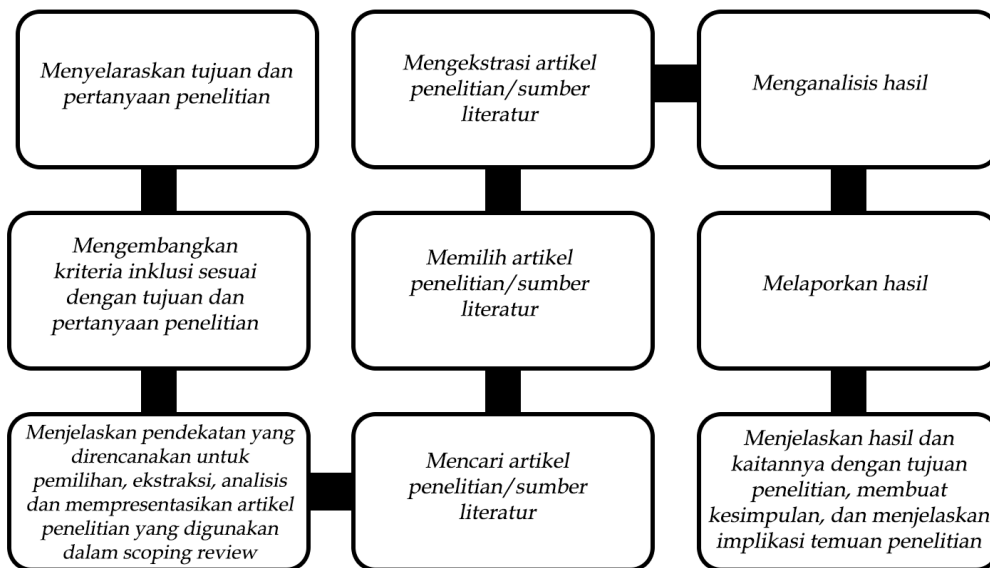 Menyelaraskan tujuan dan
pertanyaan penelitian
Mengembangkan
kriteria inklusi sesuai
dengan tujuan dan
pertanyaan penelitian
Menjelaskan pendekatan yang
direncanakan untuk
pemilihan, ekstraksi, analisis
dan mempresentasikan artikel
penelitian yang digunakan
dalam scoping review
Mencari artikel
penelitian/sumber
literatur
Memilih artikel
penelitian/sumber
literatur
Mengekstrasi artikel
penelitian/sumber
literatur
Menganalisis hasil
Melaporkan hasil
Menjelaskan hasil dan
kaitannya dengan tujuan
penelitian, membuat
kesimpulan, dan menjelaskan
implikasi temuan penelitian